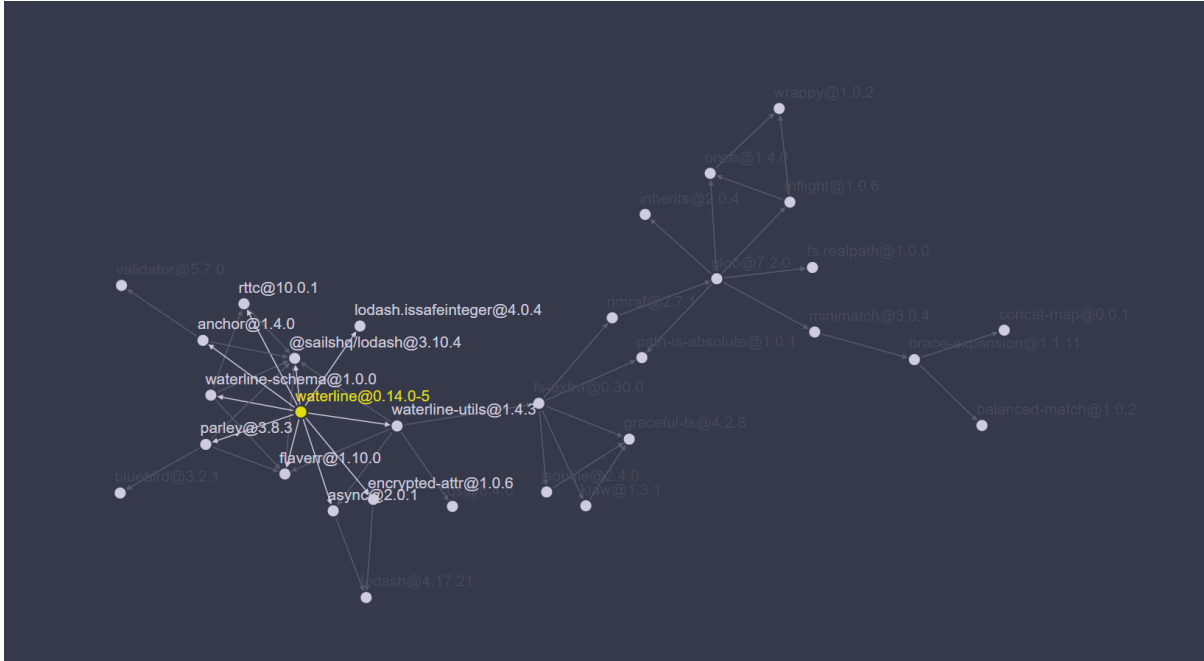 wrappy@1.0.2
once@1.4.0
inflight@1.0.6
inherits@2.0.4
fs.realpath@1.0.0
glob@7.2.0
validator@5.7.0
rttc@10.0.1
lodash.issafeinteger@4.0.4
rimraf@2.7.1
minimatch@3.0.4
concat-map@0.0.1
anchor@1.4.0
@sailshq/lodash@3.10.4
path-is-absolute@1.0.1
brace-expansion@1.1.11
waterline-schema@1.0.0
waterline@0.14.0-5
fs-extra@0.30.0
waterline-utils@1.4.3
balanced-match@1.0.2
parley@3.8.3
graceful-fs@4.2.8
flaverr@1.10.0
bluebird@3.2.1
encrypted-attr@1.0.6
klaw@1.3.1
async@2.0.1
lodash@4.17.21